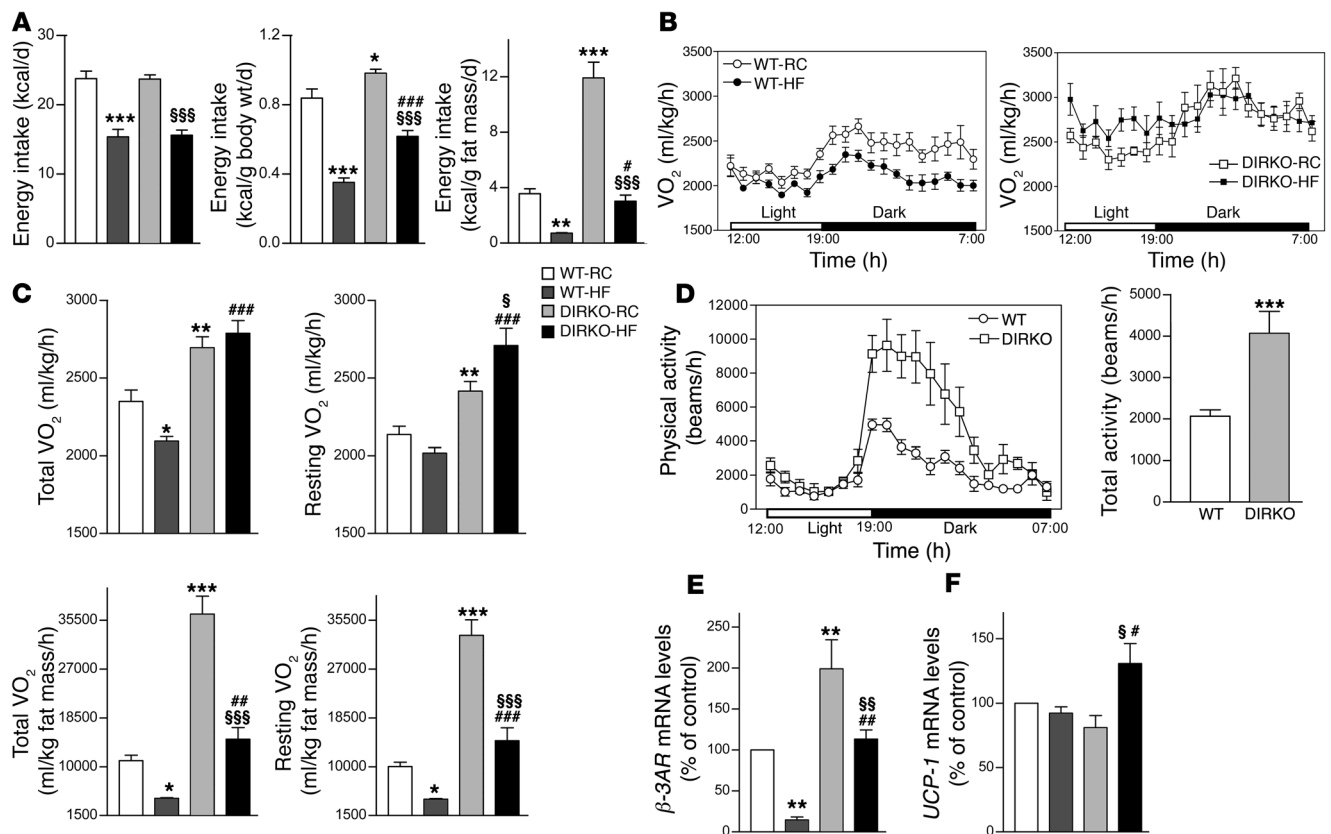 A
Energy intake (kcal/d)
30
20
10
0
***
§§§
Energy intake
(kcal/g body wt/d)
1.2
0.8
0.4
0.0
***
*
###
§§§
Energy intake
(kcal/g fat mass/d)
12
8
4
0
**
***
#
§§§
B
VO2 (ml/kg/h)
3500
3000
2500
2000
1500
WT-RC
WT-HF
Light
Dark
12:00
19:00
7:00
Time (h)
VO2 (ml/kg/h)
3500
3000
2500
2000
1500
DIRKO-RC
DIRKO-HF
Light
Dark
12:00
19:00
7:00
Time (h)
WT-RC
WT-HF
DIRKO-RC
DIRKO-HF
C
Total VO2 (ml/kg/h)
3000
2500
2000
1500
*
**
###
Resting VO2 (ml/kg/h)
3000
2500
2000
1500
**
§
###
Total VO2
(ml/kg fat mass/h)
35500
27000
18500
10000
1500
*
***
##
§§§
Resting VO2
(ml/kg fat mass/h)
35500
27000
18500
10000
1500
*
***
§§§
###
D
Physical activity
(beams/h)
12000
10000
8000
6000
4000
2000
0
WT
DIRKO
Light
Dark
12:00
19:00
07:00
Time (h)
Total activity (beams/h)
5000
4000
3000
2000
1000
0
***
WT
DIRKO
E
β-3AR mRNA levels
(% of control)
250
200
150
100
50
0
**
**
§§
##
F
UCP-1 mRNA levels
(% of control)
150
100
50
0
§ #